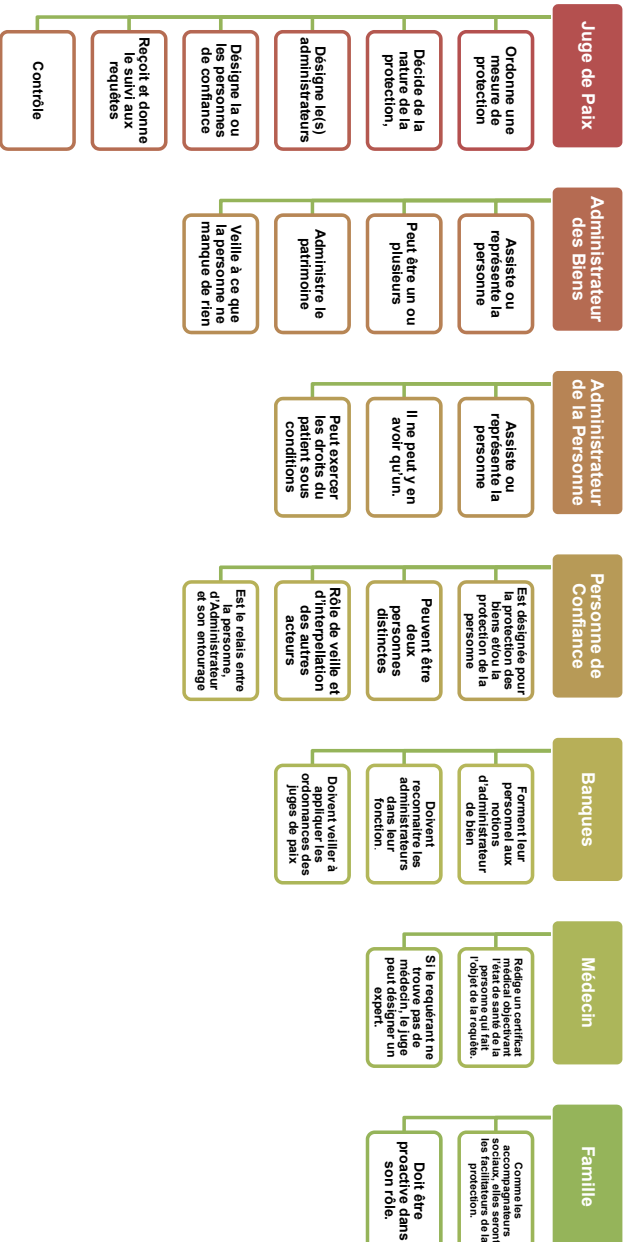 Juge de Paix
Ordonne une
mesure de
protection
Décide de la
nature de la
protection,
Désigne le(s)
administrateurs
Désigne la ou
les personnes
de confiance
Reçoit et donne
le suivi aux
requêtes
Contrôle
Administrateur
des Biens
Assiste ou
représente la
personne
Peut être un ou
plusieurs
Administre le
patrimoine
Veille à ce que
la personne ne
manque de rien
Administrateur
de la Personne
Assiste ou
représente la
personne
Il ne peut y en
avoir qu'un.
Peut exercer
les droits du
patient sous
conditions
Personne de
Confiance
Est désignée pour
la protection des
biens et/ou la
protection de la
personne
Peuvent être
deux
personnes
distinctes
Rôle de veille et
d'interpellation
des autres
acteurs
Est le relais entre
la personne,
d'Administrateur
et son entourage
Banques
Forment leur
personnel aux
notions
d'administrateur
de bien
Doivent
reconnaitre les
administrateurs
dans leur
fonction.
Doivent veiller à
appliquer les
ordonnances des
juges de paix
Médecin
Rédige un certificat
médical objectivant
l'état de santé de la
personne qui fait
l'objet de la requête.
Si le requérant ne
trouve pas de
médecin, le juge
peut désigner un
expert.
Famille
Comme les
accompagnateurs
sociaux, elles seront
les facilitateurs de la
protection.
Doit être
proactive dans
son rôle.